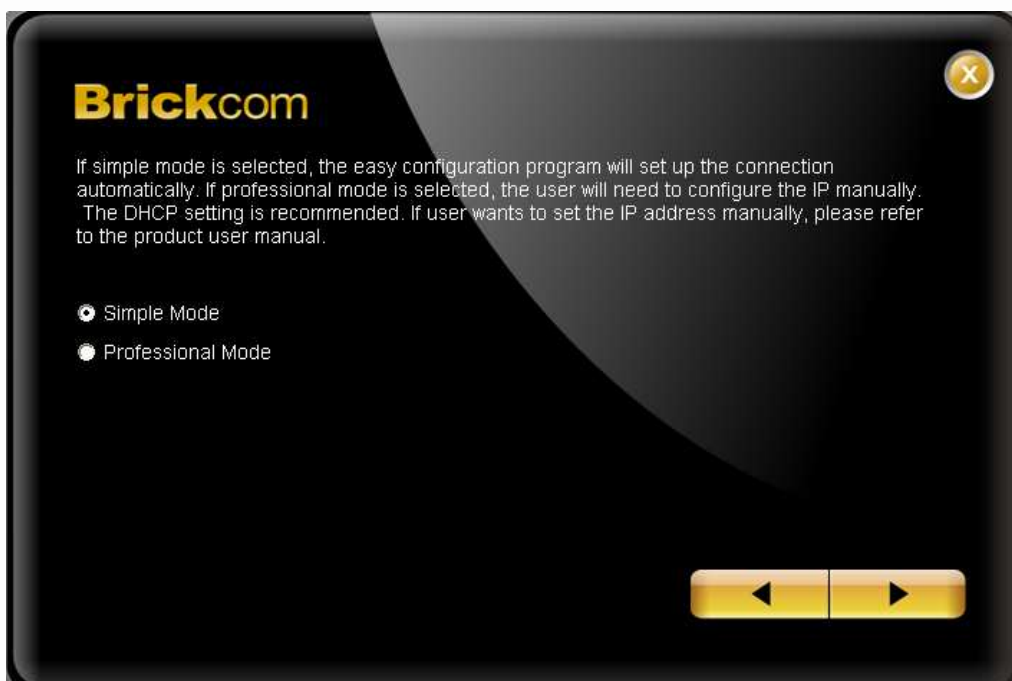 Brickcom
X
If simple mode is selected, the easy configuration program will set up the connection
automatically. If professional mode is selected, the user will need to configure the IP manually.
The DHCP setting is recommended. If user wants to set the IP address manually, please refer
to the product user manual.
Simple Mode
Professional Mode